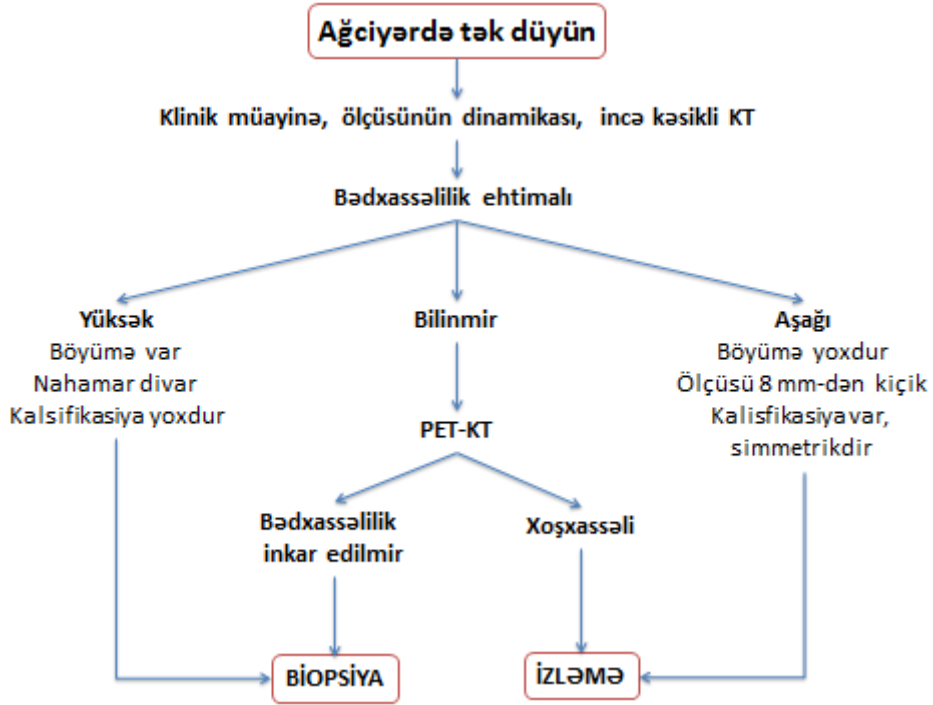 Ağciyərdə tək düyün
Klinik müayinə, ölçüsünün dinamikası, incə kəsikli KT
Bədxassəlilik ehtimalı
Yüksək
Böyümə var
Nahamar divar
Kalsifikasiya yoxdur
Bilinmir
Aşağı
Böyümə yoxdur
Ölçüsü 8 mm-dən kiçik
Kalisfikasiya var,
simmetrikdir
PET-KT
Bədxassəlilik
inkar edilmir
Xoşxassəli
BİOPSİYA
İZLƏMƏ